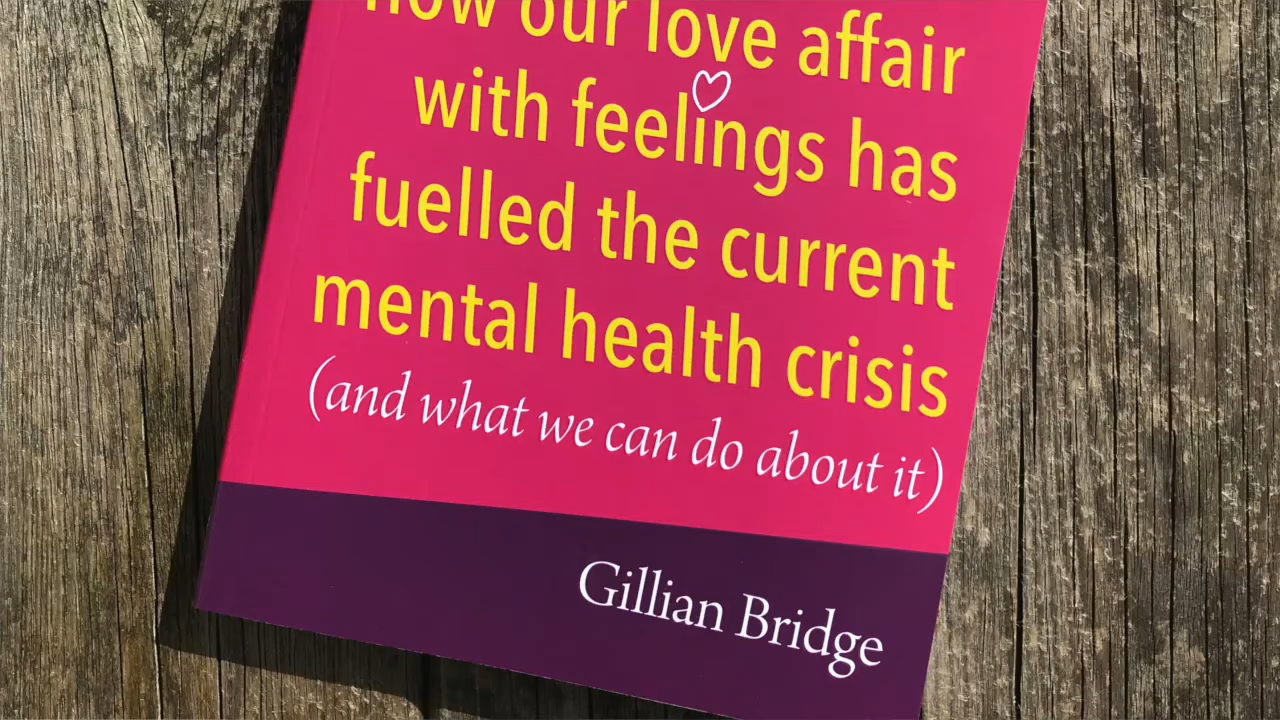 how our love affair
with feelings has
fuelled the current
mental health crisis
(and what we can do about it)
Gillian Bridge